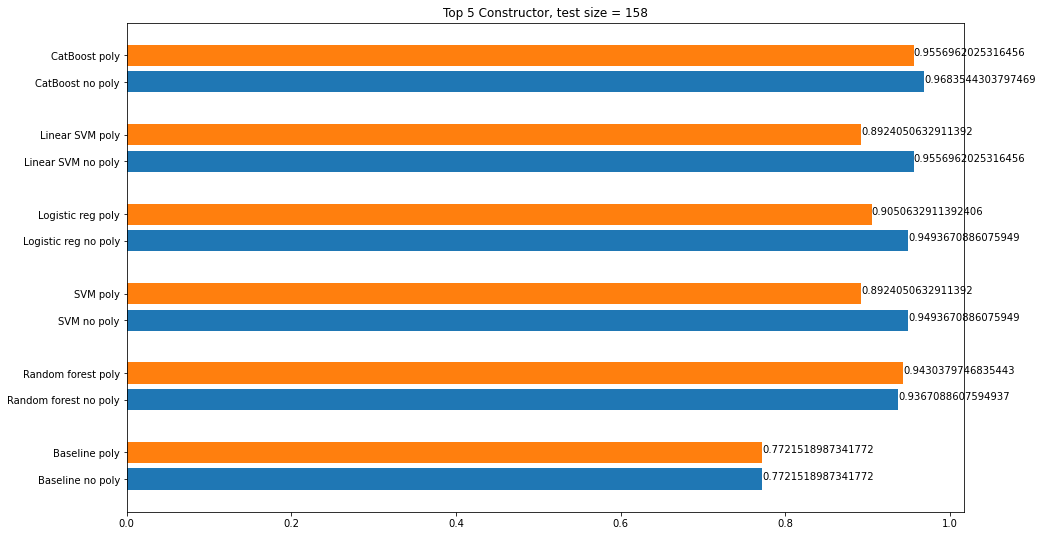 Top 5 Constructor, test size = 158
CatBoost poly 0.9556962025316456
CatBoost no poly 0.9683544303797469
Linear SVM poly 0.8924050632911392
Linear SVM no poly 0.9556962025316456
Logistic reg poly 0.9050632911392406
Logistic reg no poly 0.9493670886075949
SVM poly 0.8924050632911392
SVM no poly 0.9493670886075949
Random forest poly 0.9430379746835443
Random forest no poly 0.9367088607594937
Baseline poly 0.7721518987341772
Baseline no poly 0.7721518987341772
0.0 0.2 0.4 0.6 0.8 1.0